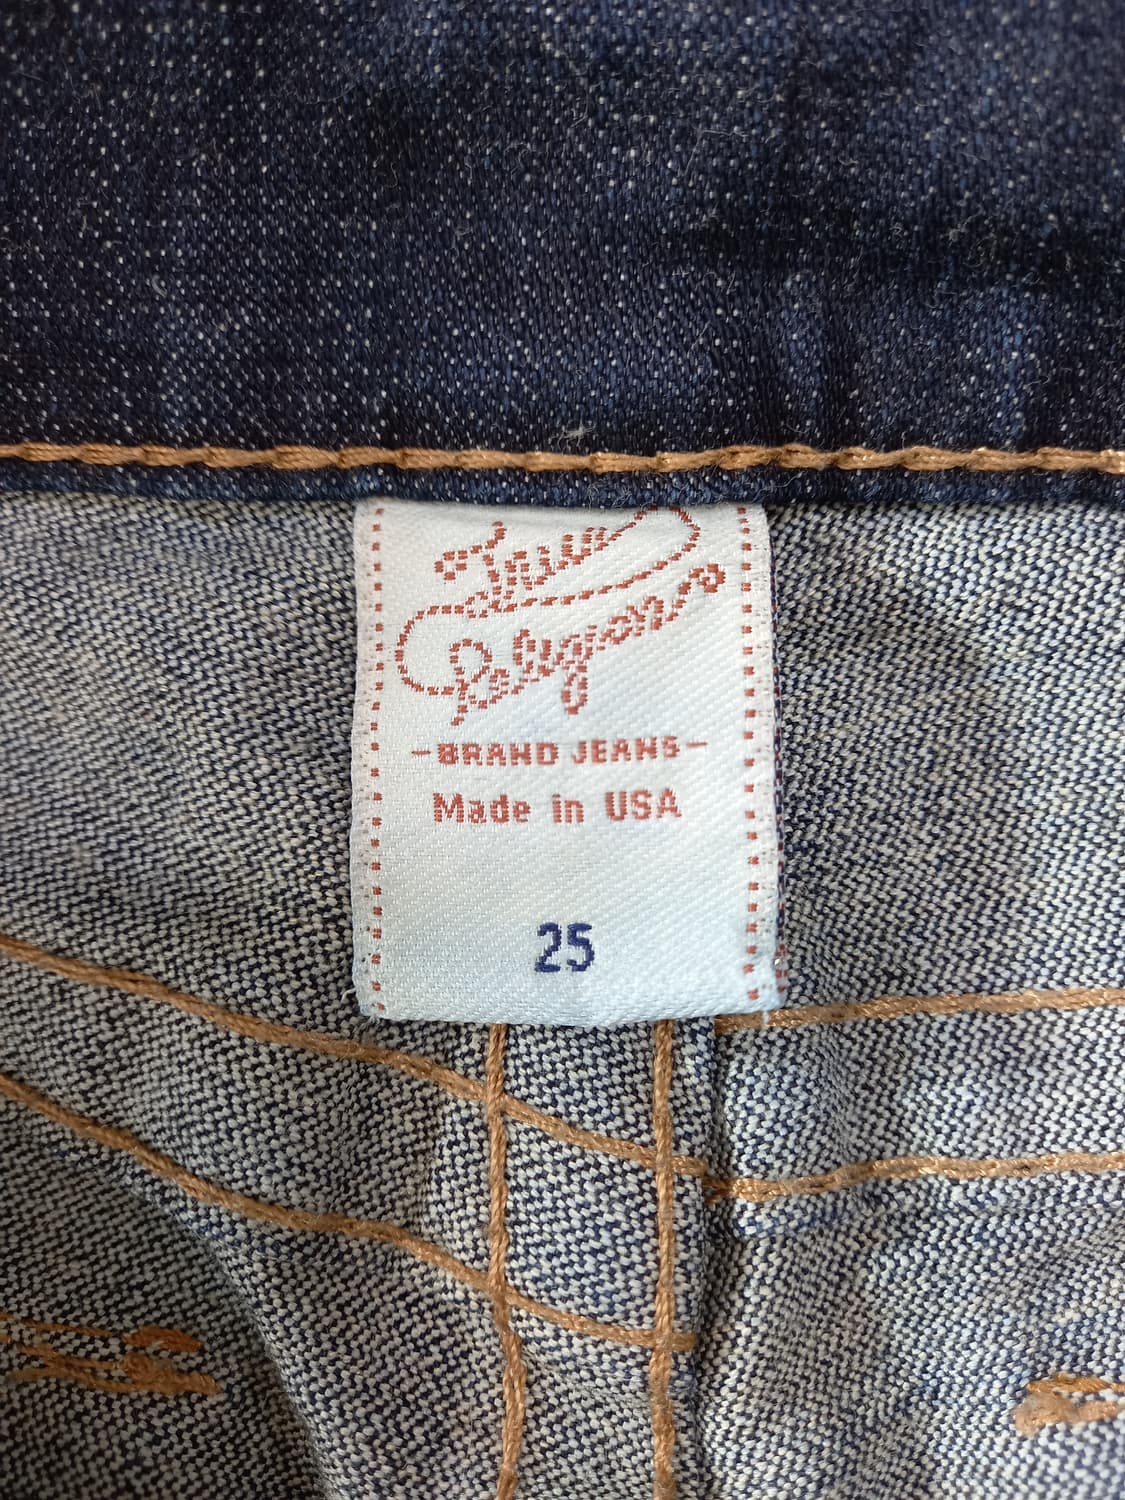 True
Religion
-BRAND JEANS-
Made in USA
25